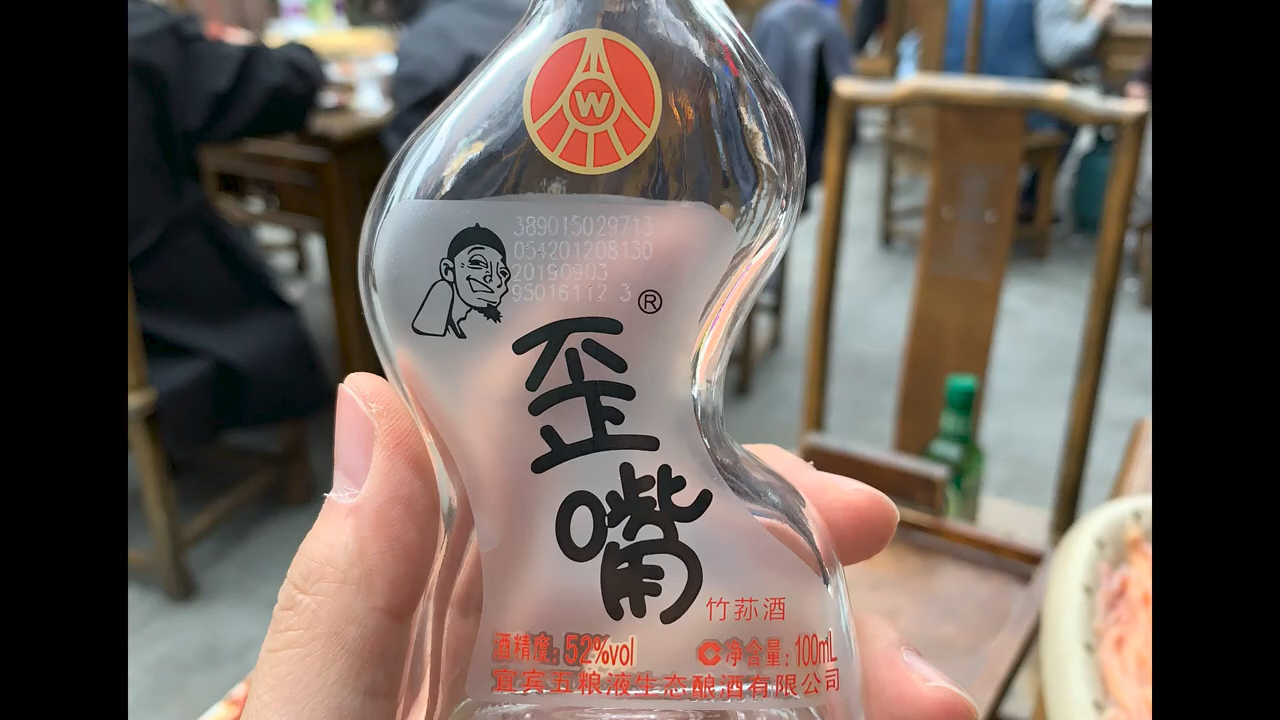 W
389015029713
054201208130
20190903
95016112 3
®
歪
嘴
竹荪酒
酒精度:52%vol 净含量:100mL
宜宾五粮液生态酿酒有限公司